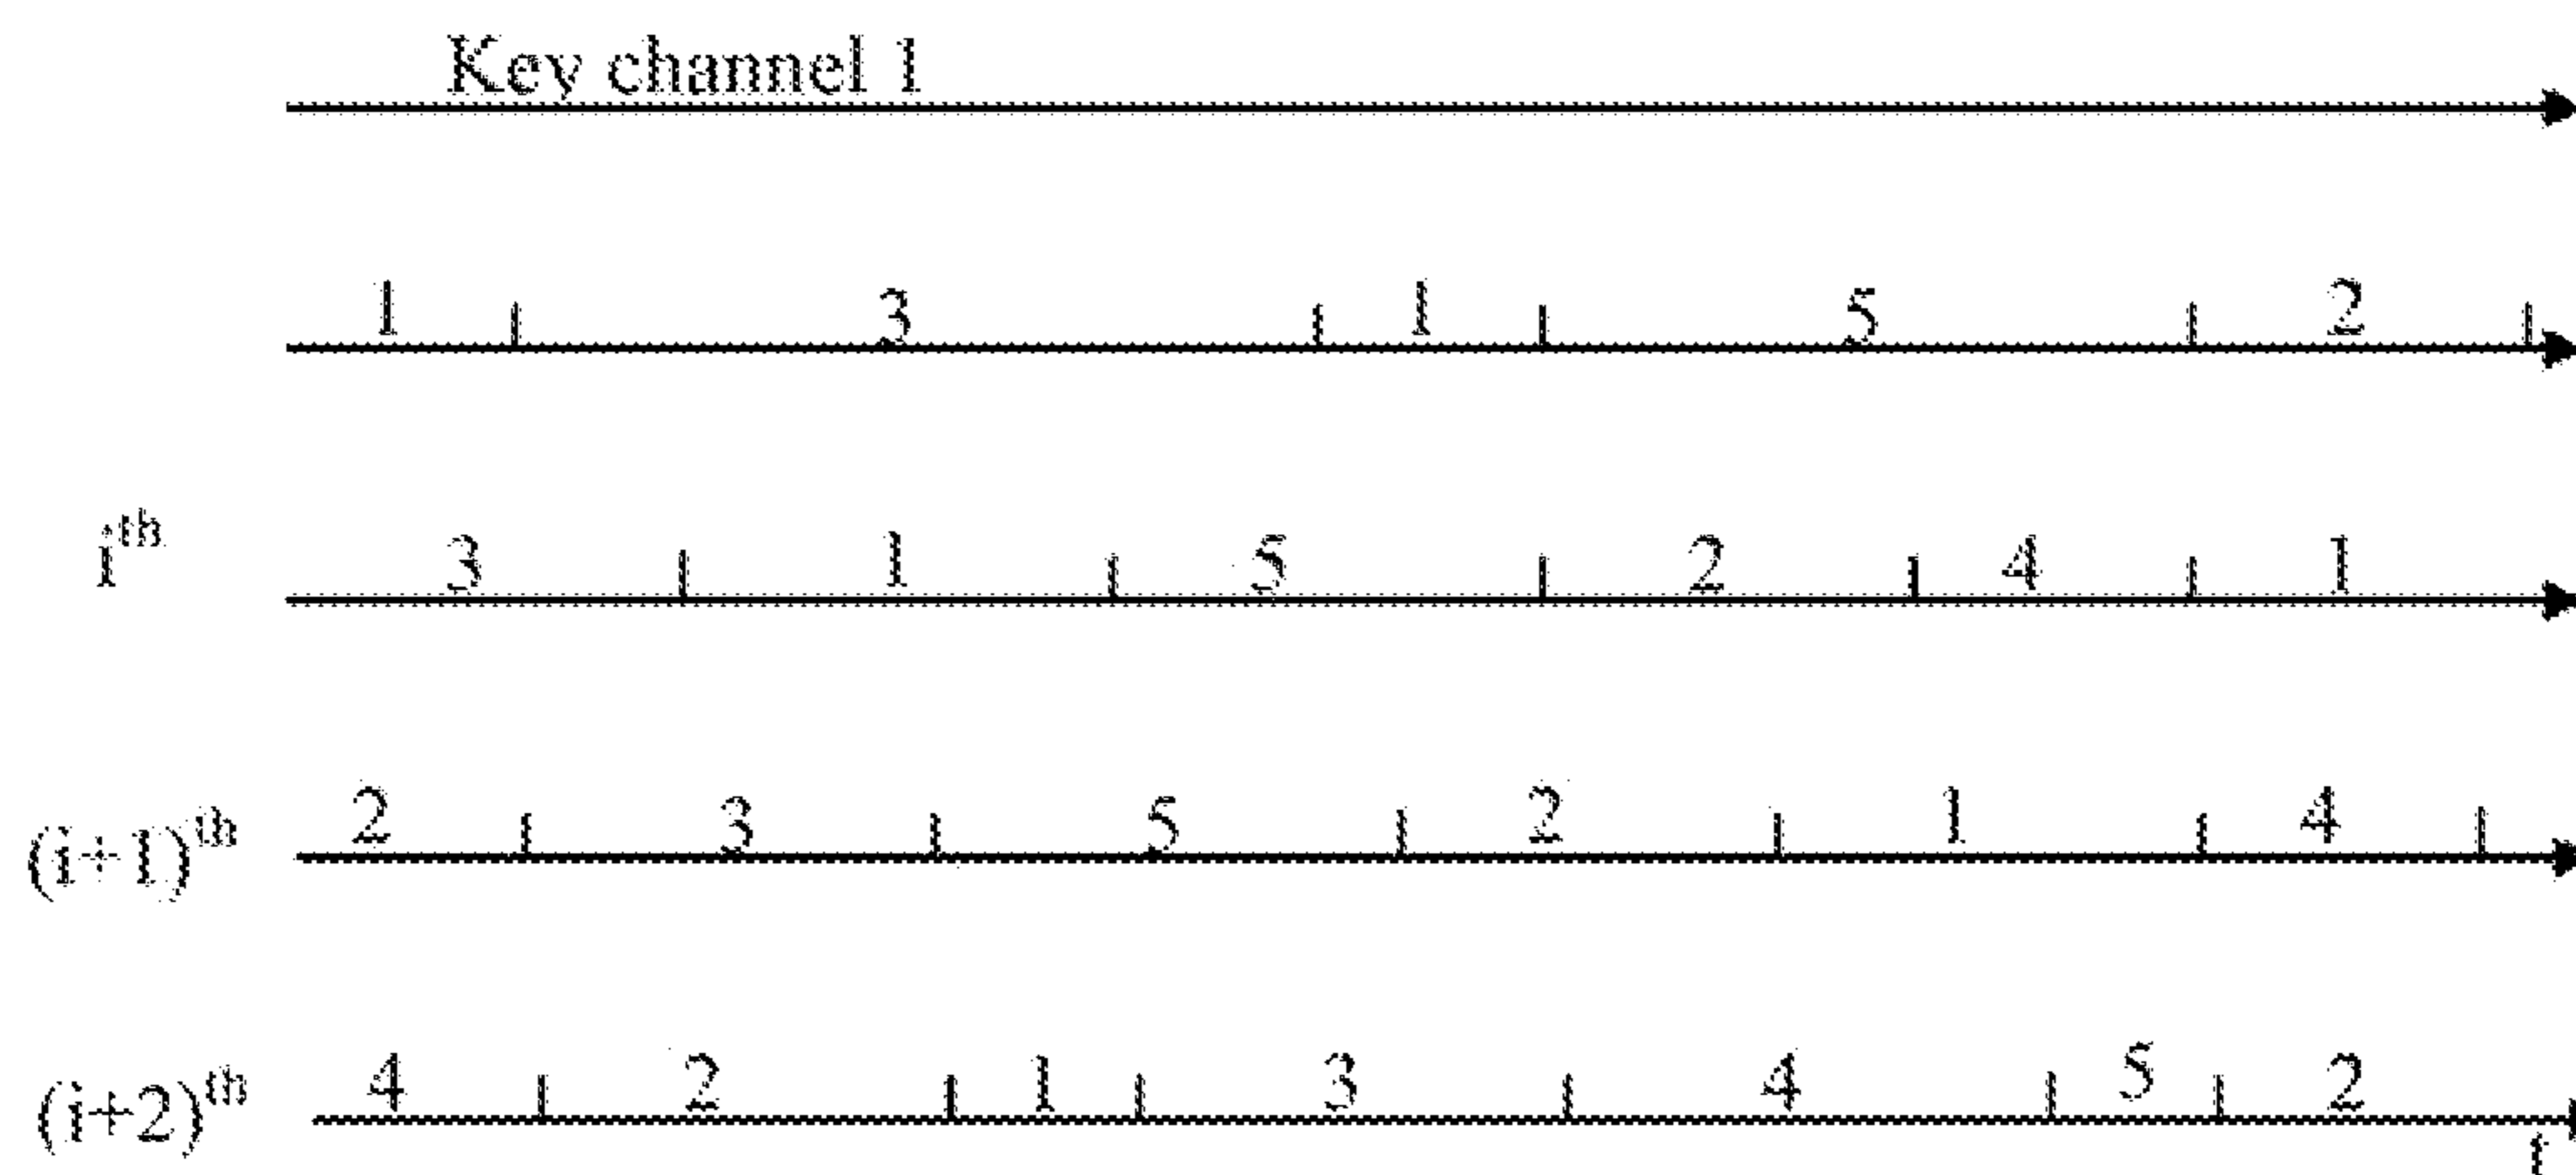 Key channel 1
1 3 1 5 2
i^th 3 1 5 2 4 1
(i+1)^th 2 3 5 2 1 4
(i+2)^th 4 2 1 3 4 5 2